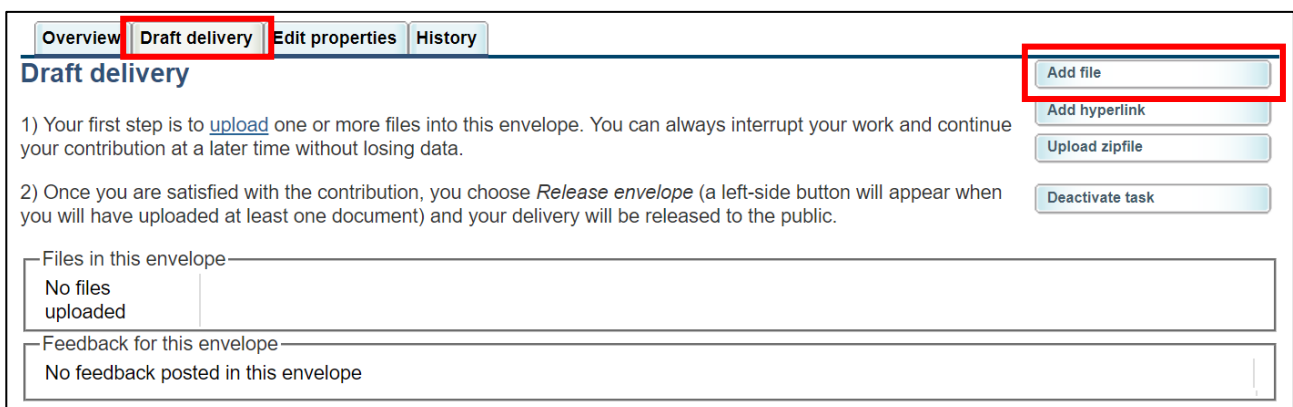 Overview Draft delivery Edit properties History
Draft delivery
Add file
Add hyperlink
Upload zipfile
Deactivate task
1) Your first step is to upload one or more files into this envelope. You can always interrupt your work and continue
your contribution at a later time without losing data.
2) Once you are satisfied with the contribution, you choose Release envelope (a left-side button will appear when
you will have uploaded at least one document) and your delivery will be released to the public.
Files in this envelope
No files
uploaded
Feedback for this envelope
No feedback posted in this envelope